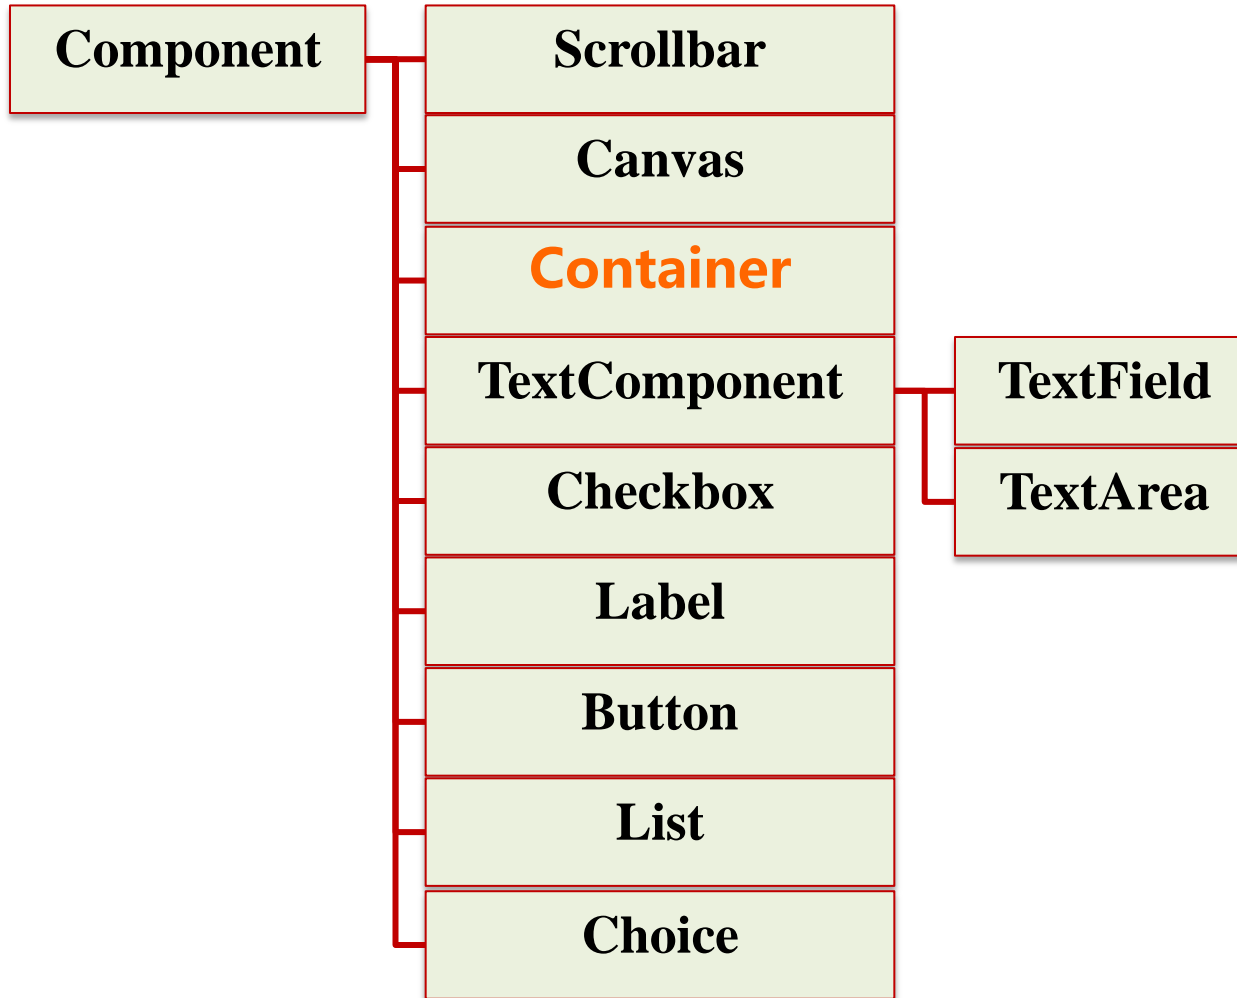 Component
Scrollbar
Canvas
Container
TextComponent
TextField
Checkbox
TextArea
Label
Button
List
Choice